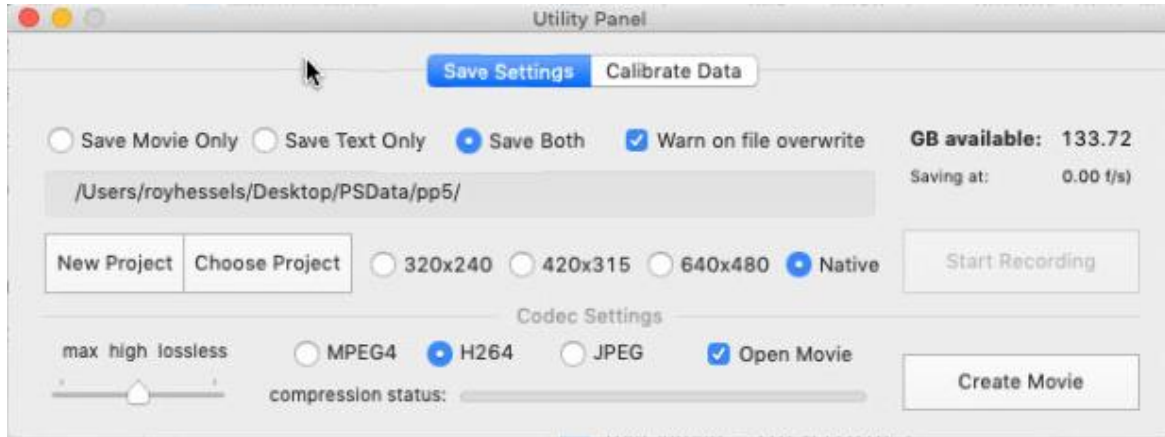 Utility Panel
Save Settings Calibrate Data
Save Movie Only Save Text Only Save Both Warn on file overwrite GB available: 133.72
/Users/royhessels/Desktop/PSData/pp5/ Saving at: 0.00 f/s)
New Project Choose Project 320x240 420x315 640x480 Native Start Recording
Codec Settings
max high lossless MPEG4 H264 JPEG Open Movie
compression status: Create Movie